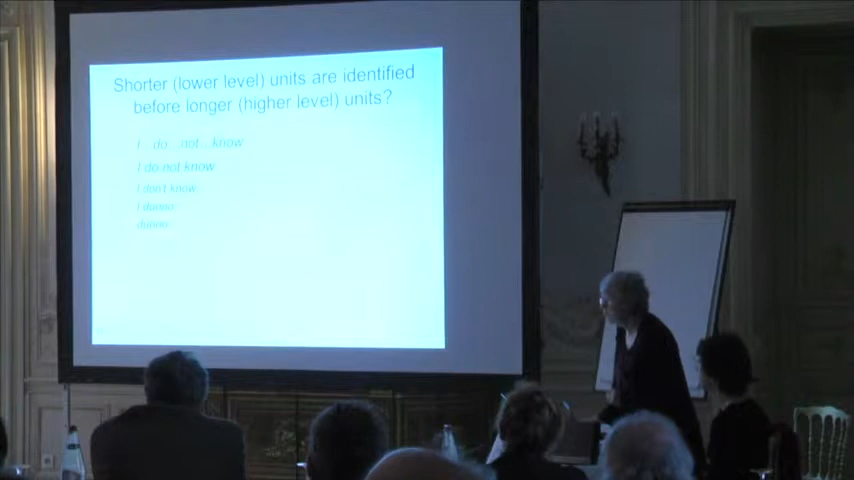 Shorter (lower level) units are identified
before longer (higher level) units?
I…do…not…know
I do not know
I don't know
I dunno
dunno